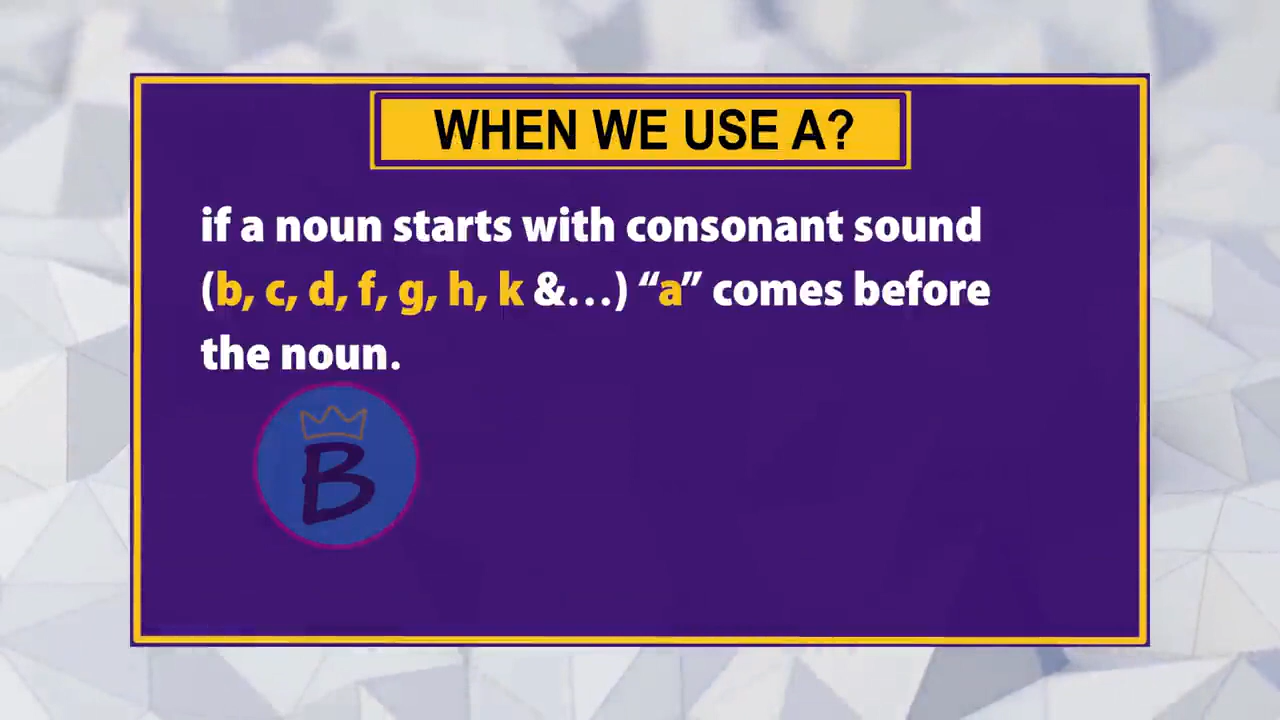 WHEN WE USE A?
if a noun starts with consonant sound
(b, c, d, f, g, h, k &...) “a” comes before
the noun.
B